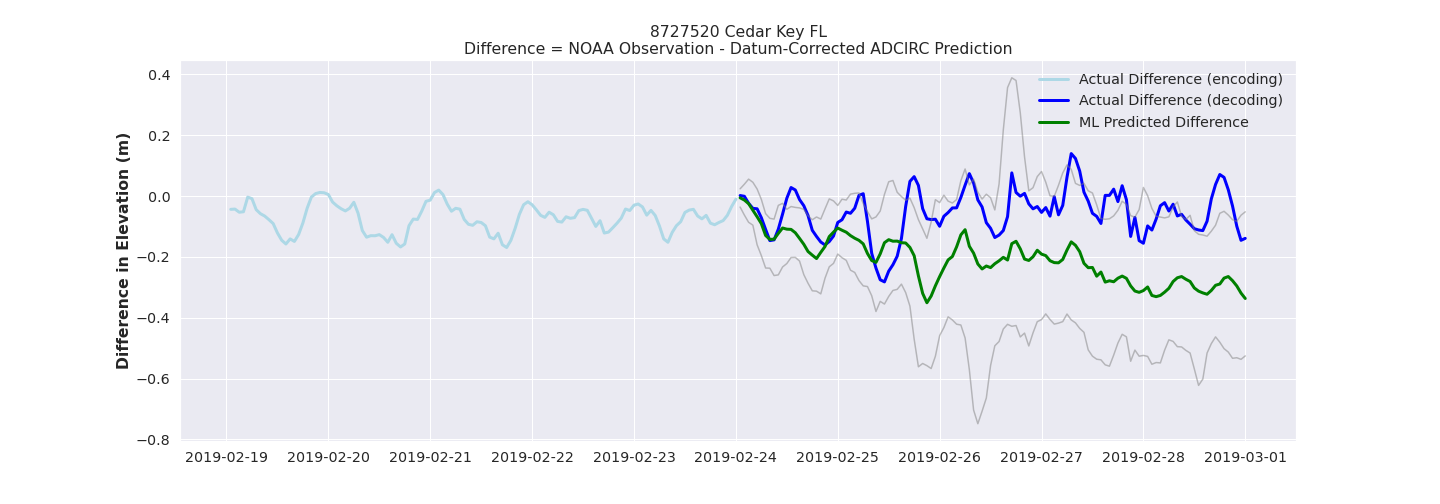 8727520 Cedar Key FL
Difference = NOAA Observation - Datum-Corrected ADCIRC Prediction
Difference in Elevation (m)
0.4
0.2
0.0
−0.2
−0.4
−0.6
−0.8
Actual Difference (encoding)
Actual Difference (decoding)
ML Predicted Difference
2019-02-19 2019-02-20 2019-02-21 2019-02-22 2019-02-23 2019-02-24 2019-02-25 2019-02-26 2019-02-27 2019-02-28 2019-03-01